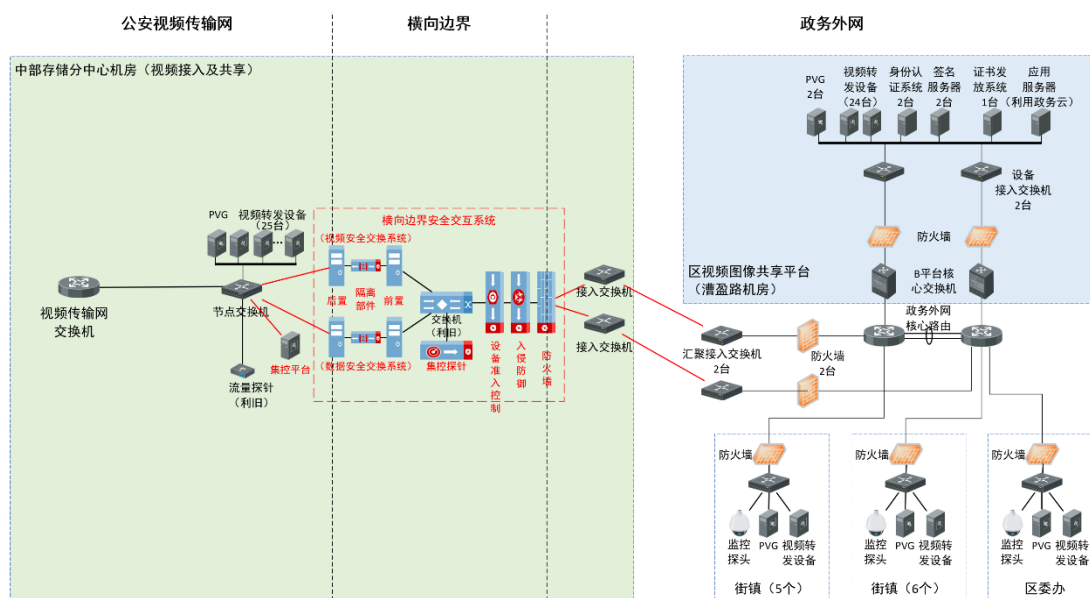 公安视频传输网
横向边界
政务外网
中部存储分中心机房（视频接入及共享）
PVG
2台
视频转
发设备
（24台）
身份认
证系统
2台
签名
服务器
2台
证书发
放系统
1台
应用
服务器
（利用政务云）
设备
接入交换机
2台
防火墙
B平台核
心交换机
区视频图像共享平台
（漕盈路机房）
政务外网
核心路由
PVG
视频转发设备
（25台）
横向边界安全交互系统
（视频安全交换系统）
后置
隔离
部件
前置
交换机
（利旧）
（数据安全交换系统）
集控探针
设备准入控制
入侵防御
防火墙
视频传输网
交换机
节点交换机
集控平台
流量探针
（利旧）
接入交换机
接入交换机
汇聚接入交换机
2台
防火墙
2台
防火墙
监控
探头
PVG
视频转
发设备
街镇（5个）
防火墙
监控
探头
PVG
视频转
发设备
街镇（6个）
防火墙
监控
探头
PVG
视频转
发设备
区委办